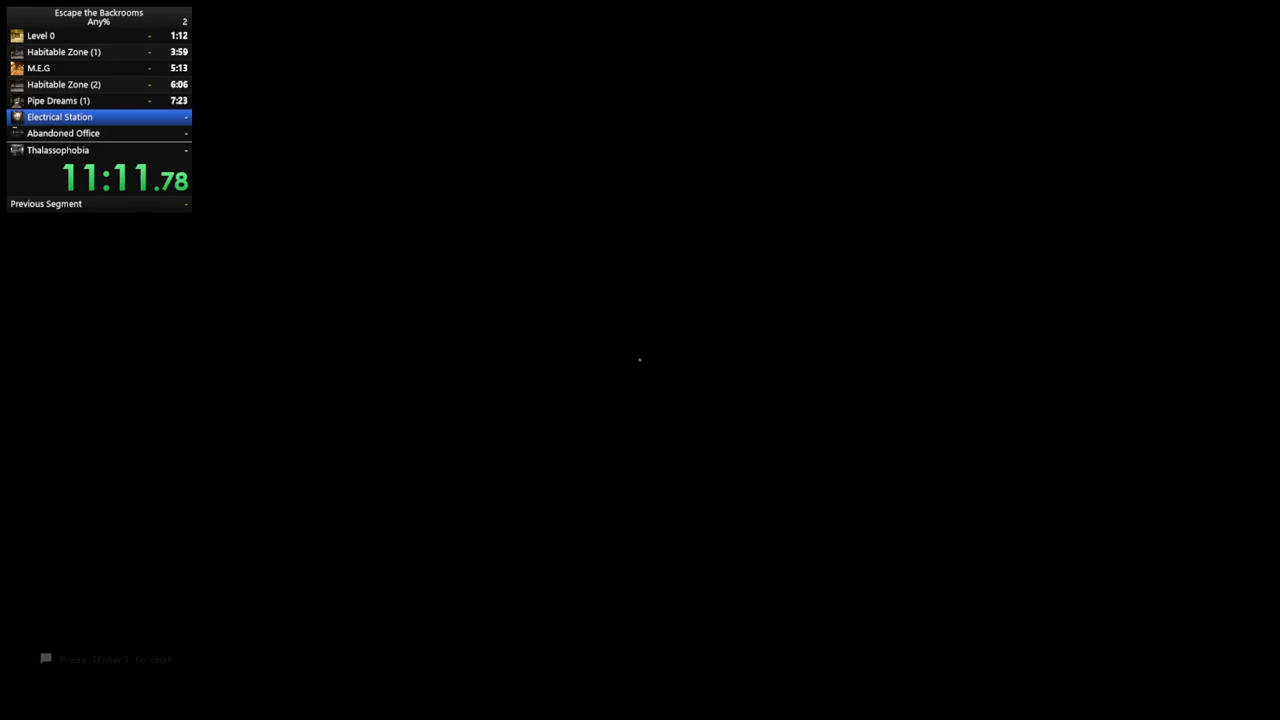 Escape the Backrooms
Any% 2
Level 0 - 1:12
Habitable Zone (1) - 3:59
M.E.G - 5:13
Habitable Zone (2) - 6:06
Pipe Dreams (1) - 7:23
Electrical Station -
Abandoned Office -
Thalassophobia -
11:11.78
Previous Segment -
Press [Enter] to chat